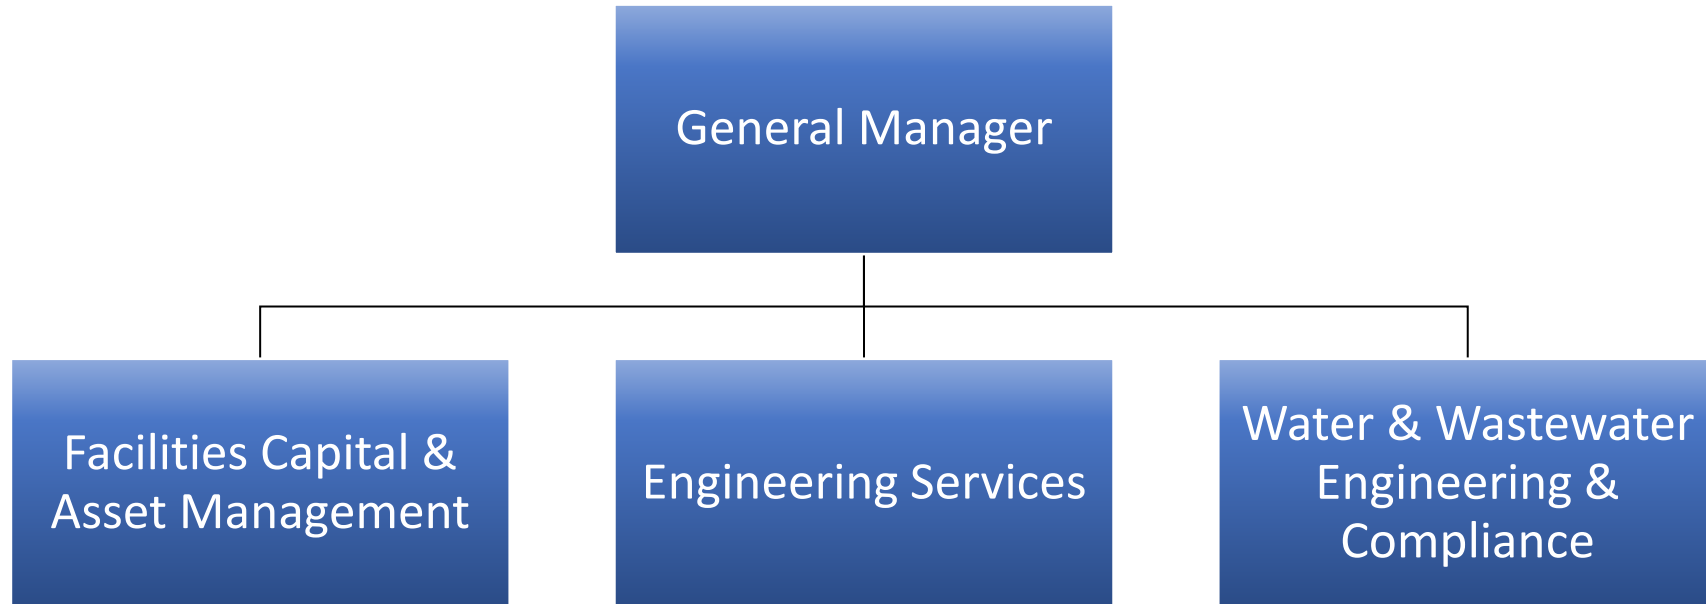 General Manager
Facilities Capital &
Asset Management
Engineering Services
Water & Wastewater
Engineering &
Compliance